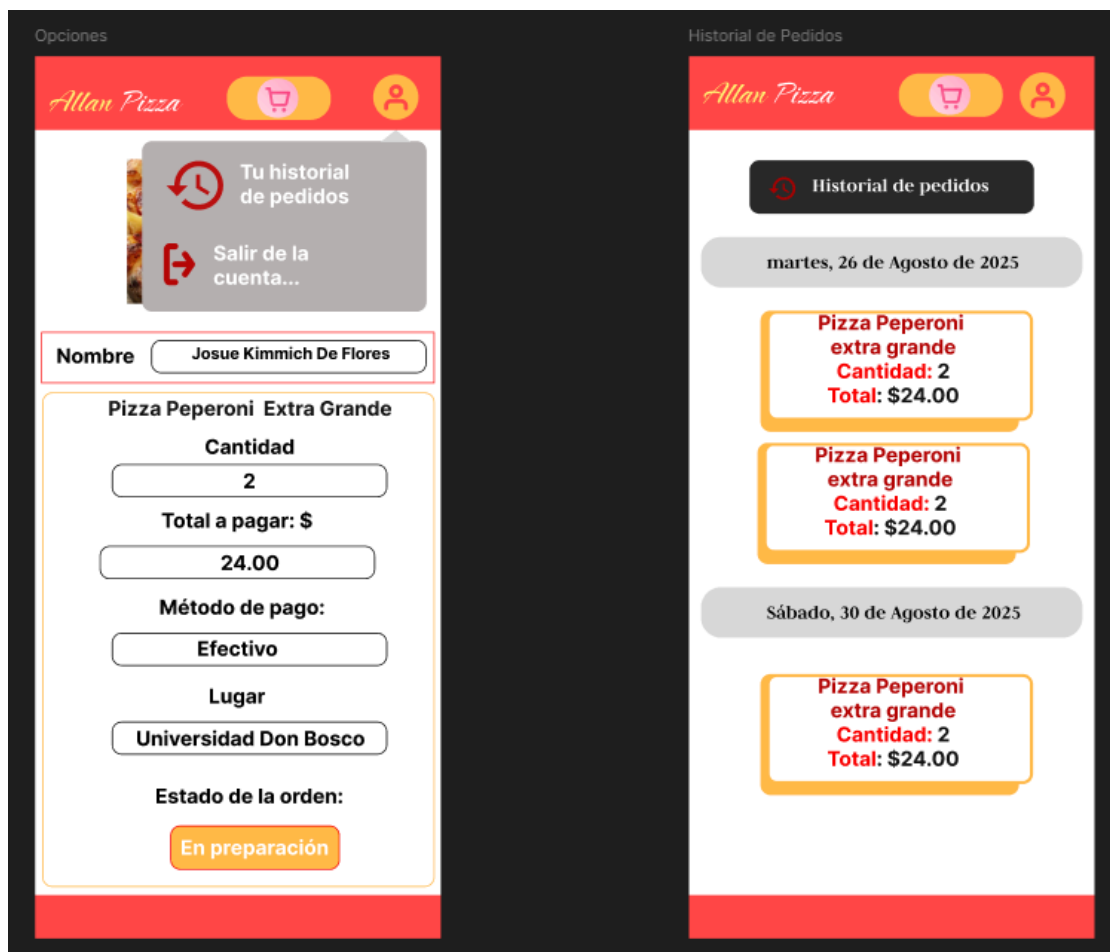 Opciones
Allan Pizza
Tu historial
de pedidos
Salir de la
cuenta...
Nombre
Josue Kimmich De Flores
Pizza Peperoni Extra Grande
Cantidad
2
Total a pagar: $
24.00
Método de pago:
Efectivo
Lugar
Universidad Don Bosco
Estado de la orden:
En preparación
Historial de Pedidos
Allan Pizza
Historial de pedidos
martes, 26 de Agosto de 2025
Pizza Peperoni
extra grande
Cantidad: 2
Total: $24.00
Pizza Peperoni
extra grande
Cantidad: 2
Total: $24.00
Sábado, 30 de Agosto de 2025
Pizza Peperoni
extra grande
Cantidad: 2
Total: $24.00